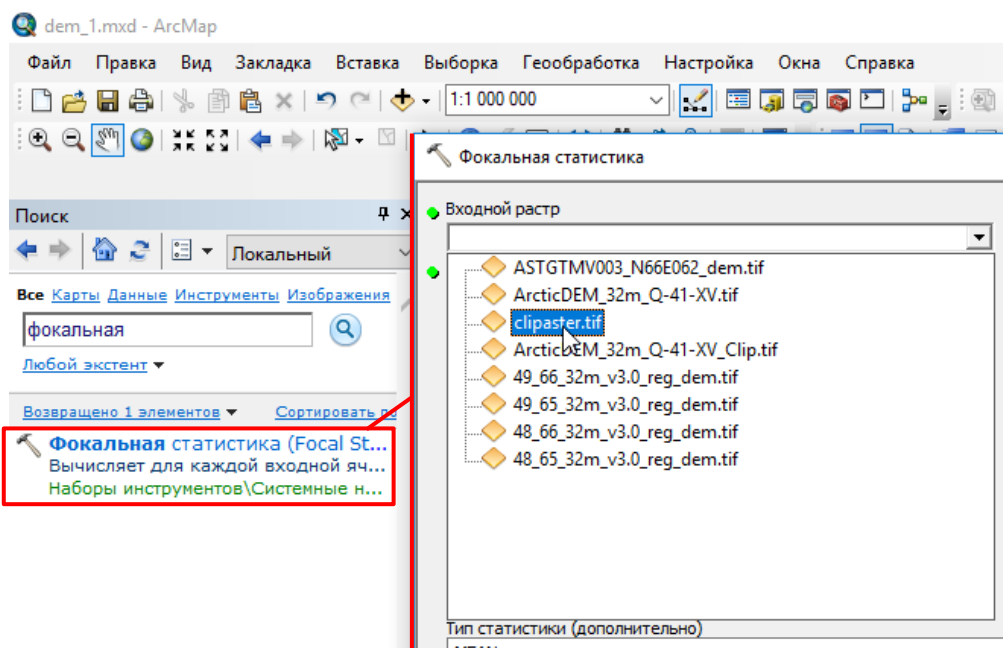 dem_1.mxd - ArcMap
Файл Правка Вид Закладка Вставка Выборка Геообработка Настройка Окна Справка
1:1 000 000
Фокальная статистика
Поиск
Локальный
Все Карты Данные Инструменты Изображения
фокальная
Любой экстент
Возвращено 1 элементов Сортировать
Фокальная статистика (Focal St...
Вычисляет для каждой входной яч...
Наборы инструментов\Системные н...
Входной растр
ASTGTMV003_N66E062_dem.tif
ArcticDEM_32m_Q-41-XV.tif
clipaster.tif
ArcticDEM_32m_Q-41-XV_Clip.tif
49_66_32m_v3.0_reg_dem.tif
49_65_32m_v3.0_reg_dem.tif
48_66_32m_v3.0_reg_dem.tif
48_65_32m_v3.0_reg_dem.tif
Тип статистики (дополнительно)